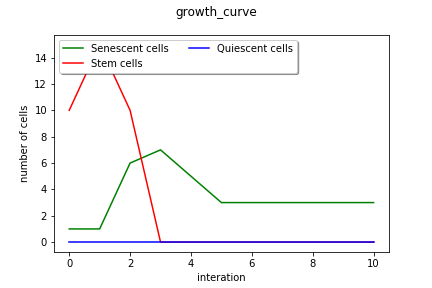 growth_curve
Senescent cells Quiescent cells
Stem cells
14
12
10
8
6
4
2
0
number of cells
0 2 4 6 8 10
interation